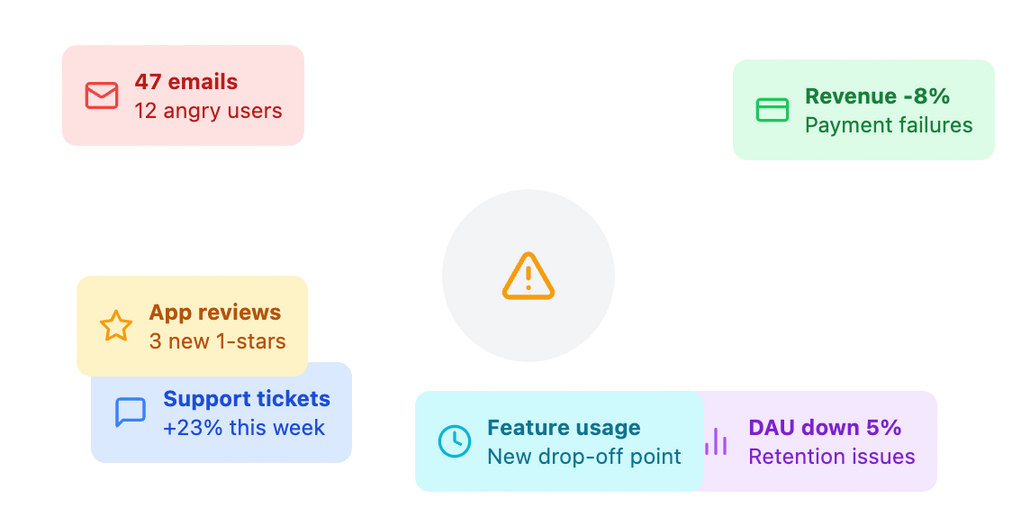 47 emails
12 angry users
Revenue -8%
Payment failures
App reviews
3 new 1-stars
Support tickets
+23% this week
Feature usage
New drop-off point
DAU down 5%
Retention issues